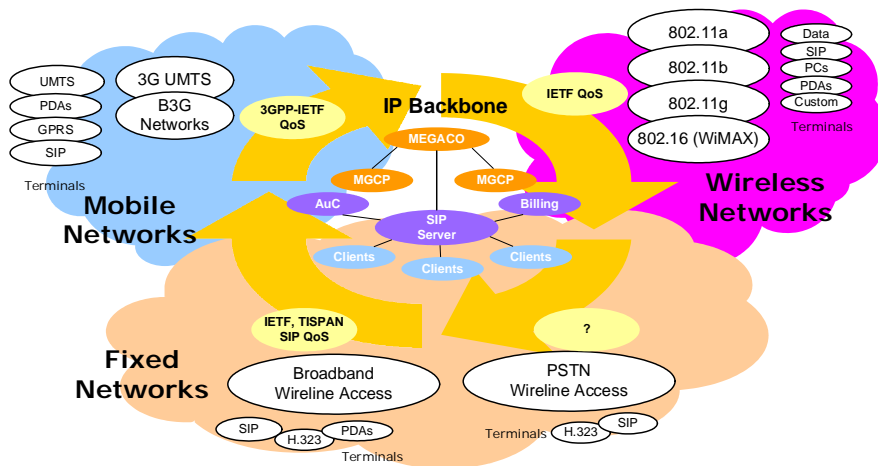 UMTS
PDAs
GPRS
SIP
Terminals
3G UMTS
B3G
Networks
Mobile
Networks
3GPP-IETF
QoS
IP Backbone
MEGACO
MGCP
MGCP
AuC
Billing
SIP
Server
Clients
Clients
Clients
IETF QoS
802.11a
802.11b
802.11g
802.16 (WiMAX)
Data
SIP
PCs
PDAs
Custom
Terminals
Wireless
Networks
IETF, TISPAN
SIP QoS
?
Fixed
Networks
Broadband
Wireline Access
SIP
H.323
PDAs
Terminals
PSTN
Wireline Access
Terminals
H.323
SIP